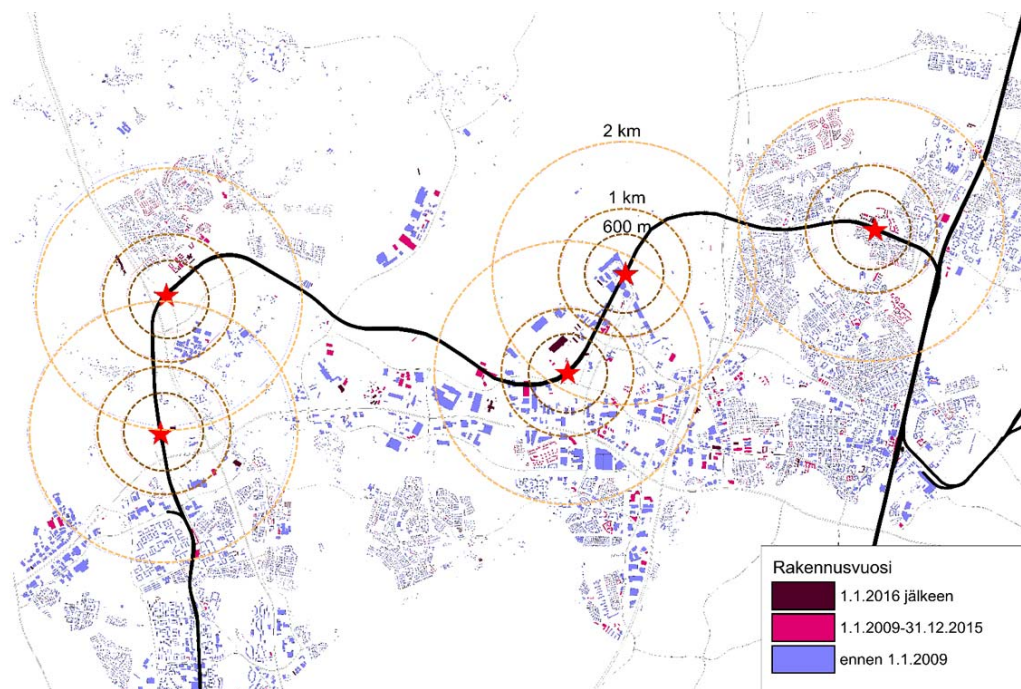 2 km
1 km
600 m
Rakennusvuosi
1.1.2016 jälkeen
1.1.2009-31.12.2015
ennen 1.1.2009